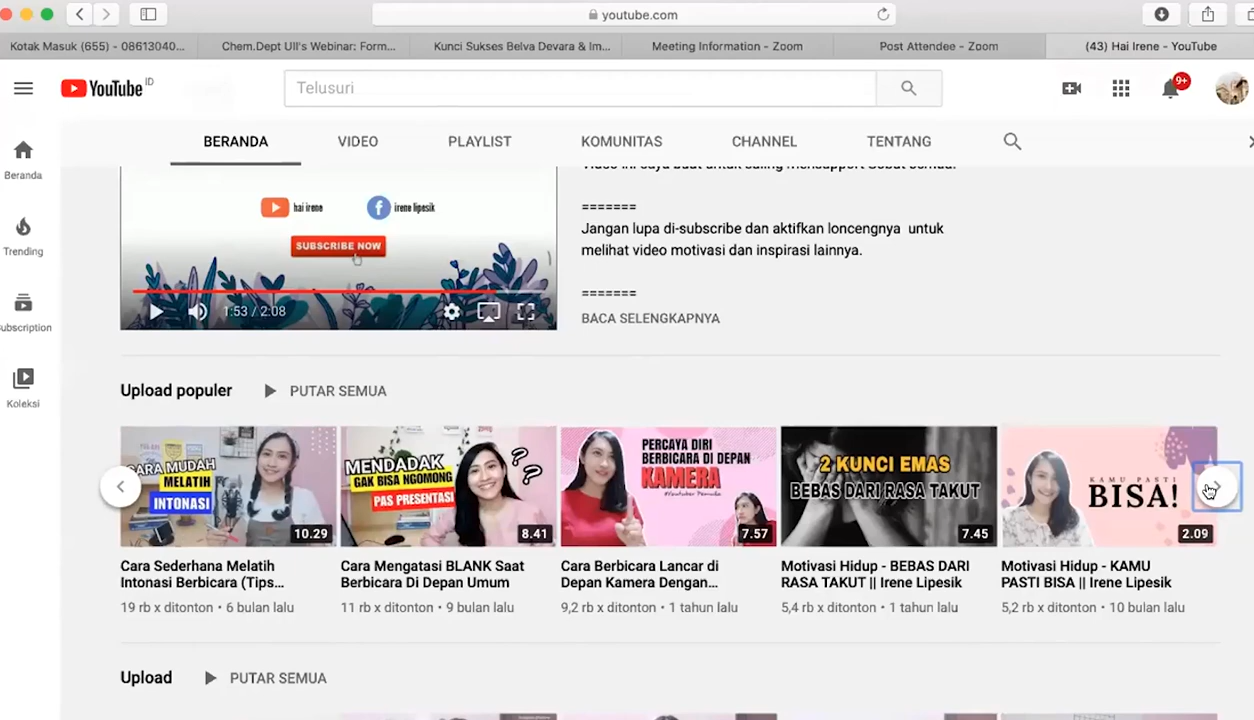 youtube.com
Kotak Masuk (655) - 08613040...
Chem.Dept UII's Webinar: Form...
Kunci Sukses Belva Devara & Im...
Meeting Information - Zoom
Post Attendee - Zoom
(43) Hai Irene - YouTube
YouTube ID
Telusuri
9+
BERANDA
VIDEO
PLAYLIST
KOMUNITAS
CHANNEL
TENTANG
Beranda
Trending
ubscription
Koleksi
hai irene
irene lipesik
SUBSCRIBE NOW
1:53 / 2:08
=======
Jangan lupa di-subscribe dan aktifkan loncengnya untuk
melihat video motivasi dan inspirasi lainnya.
=======
BACA SELENGKAPNYA
Upload populer
PUTAR SEMUA
CARA MUDAH
MELATIH
INTONASI
10.29
MENDADAK
GAK BISA NGOMONG
PAS PRESENTASI
??
8.41
PERCAYA DIRI
BERBICARA DI DEPAN
KAMERA
7.57
2 KUNCI EMAS
BEBAS DARI RASA TAKUT
7.45
KAMU PASTI
BISA!
2.09
Cara Sederhana Melatih
Intonasi Berbicara (Tips...
19 rb x ditonton • 6 bulan lalu
Cara Mengatasi BLANK Saat
Berbicara Di Depan Umum
11 rb x ditonton • 9 bulan lalu
Cara Berbicara Lancar di
Depan Kamera Dengan...
9,2 rb x ditonton • 1 tahun lalu
Motivasi Hidup - BEBAS DARI
RASA TAKUT || Irene Lipesik
5,4 rb x ditonton • 1 tahun lalu
Motivasi Hidup - KAMU
PASTI BISA || Irene Lipesik
5,2 rb x ditonton • 10 bulan lalu
Upload
PUTAR SEMUA